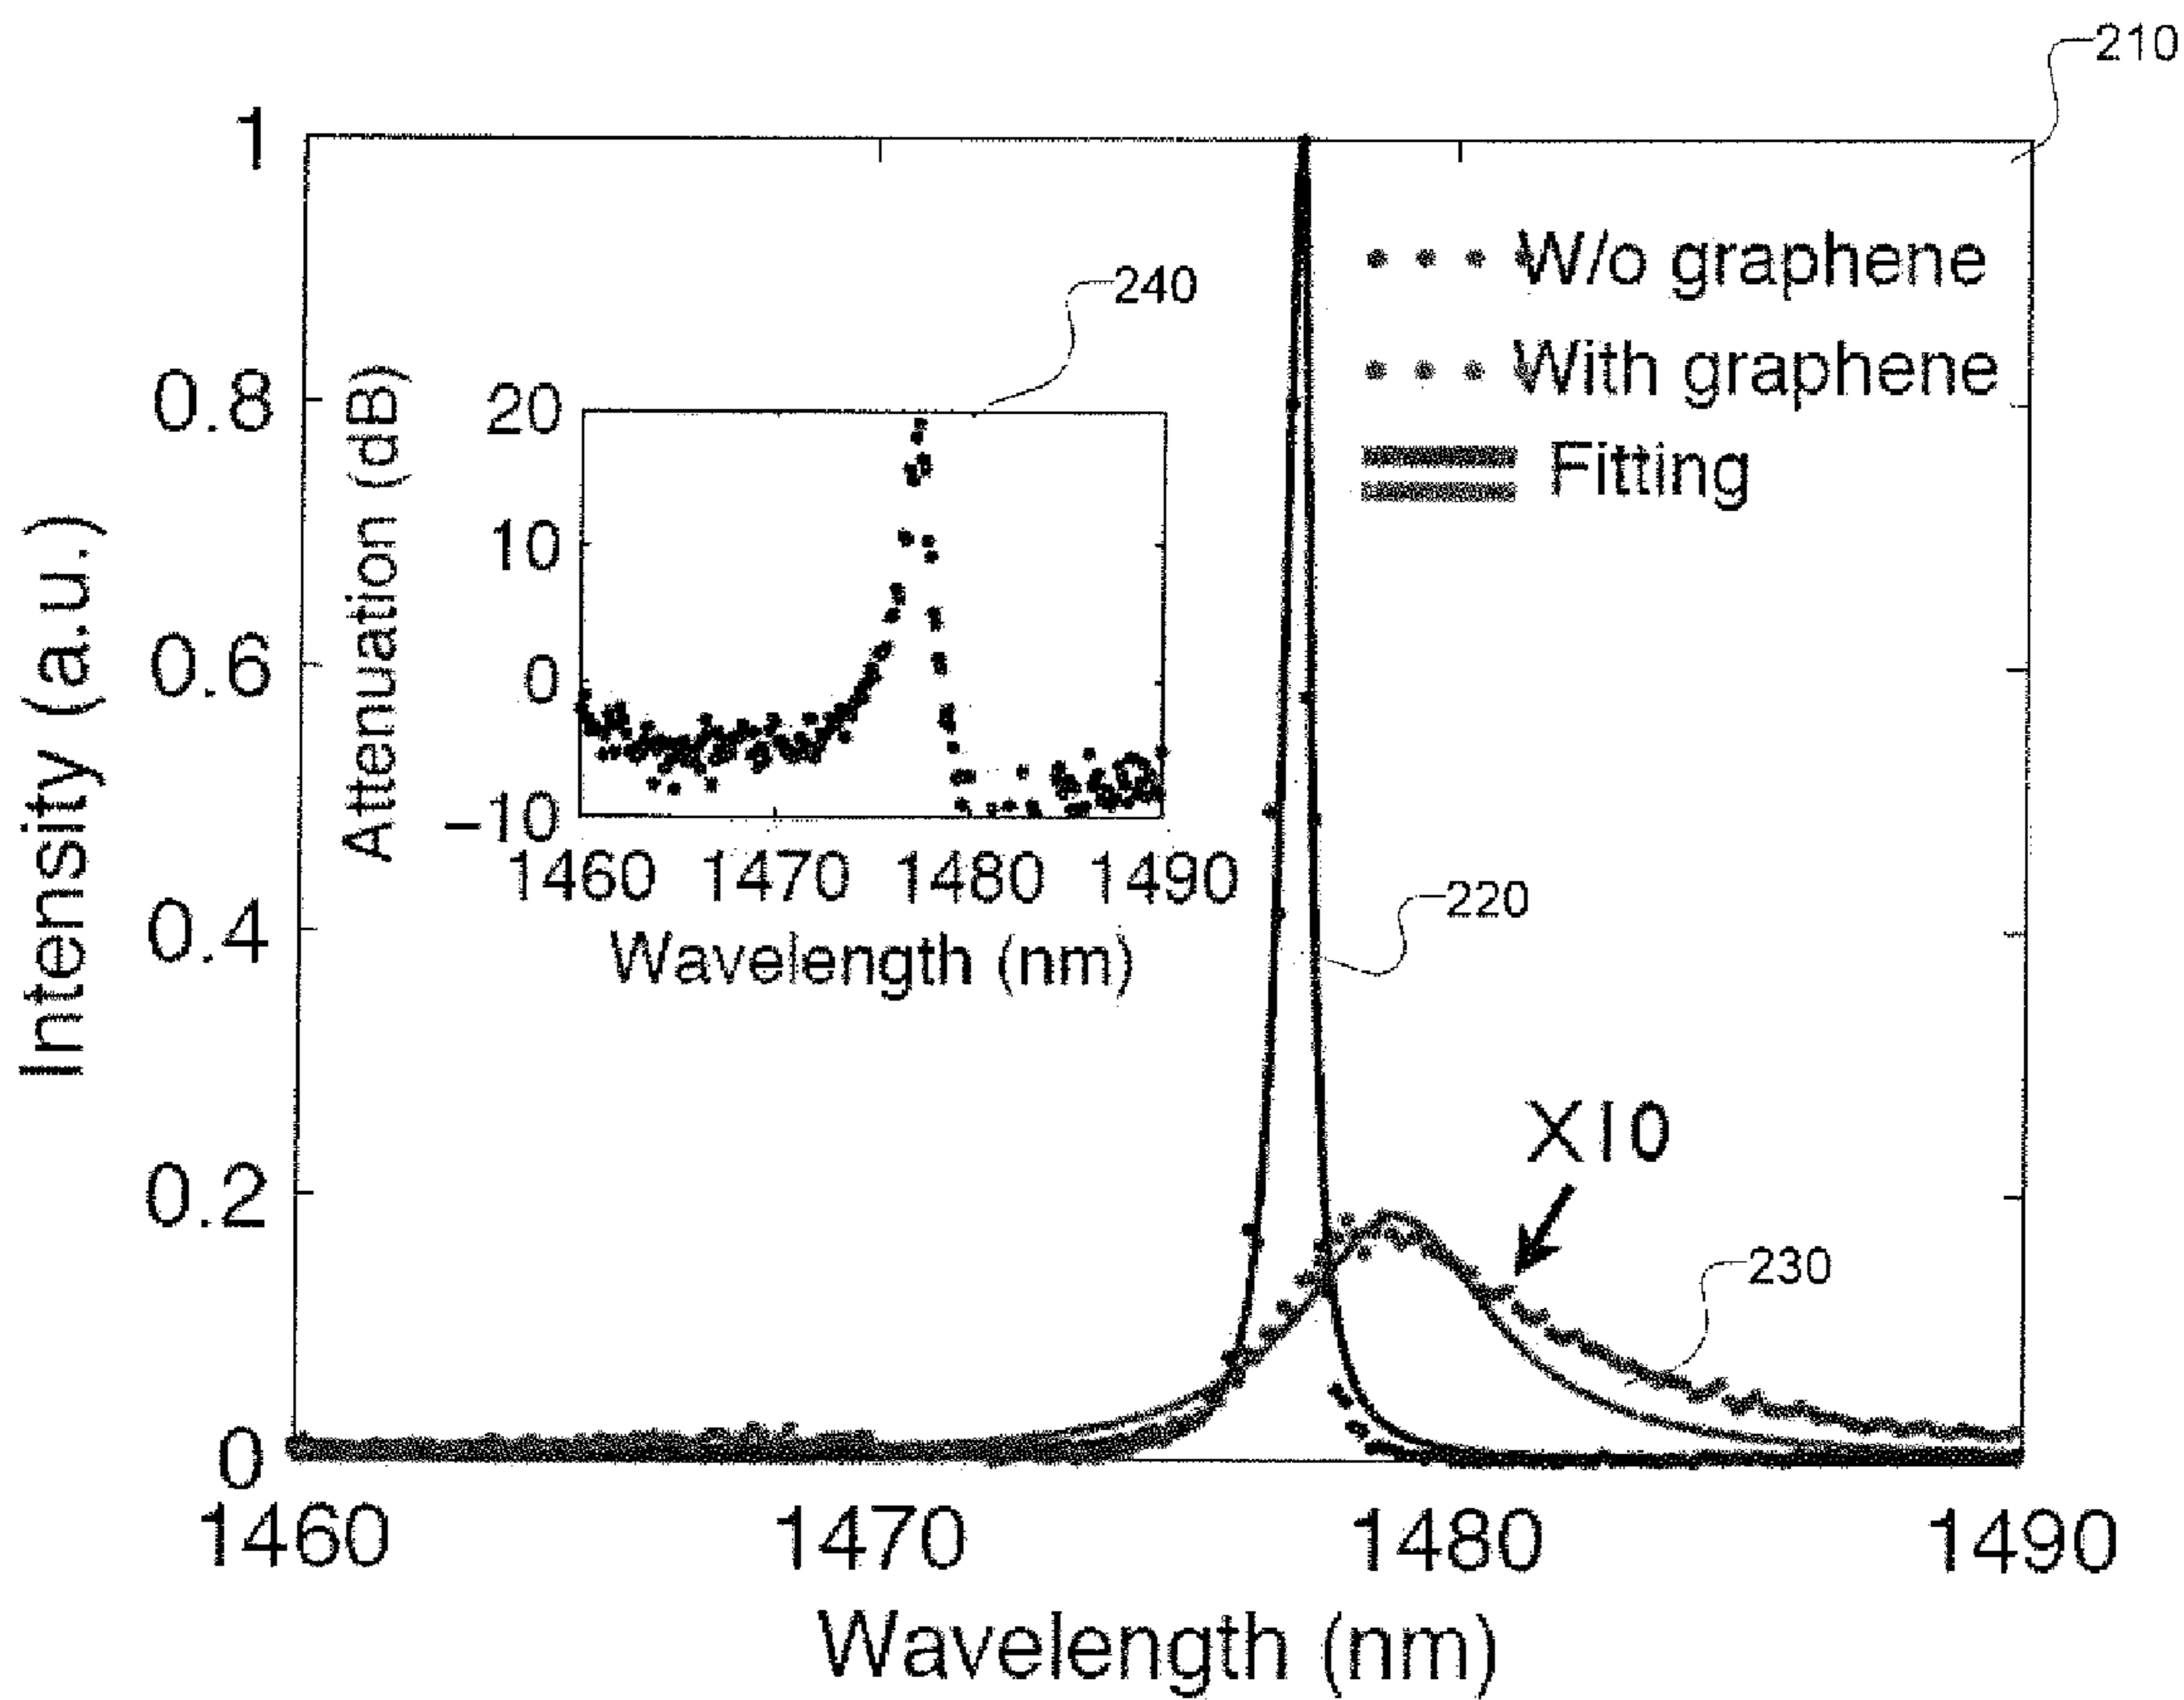 210
1
W/o graphene
240
With graphene
0.8
20
Fitting
10
Attenuation (dB)
0.6
0
Intensity (a.u.)
−10
1460 1470 1480 1490
220
0.4
Wavelength (nm)
X10
0.2
230
0
1460 1470 1480 1490
Wavelength (nm)